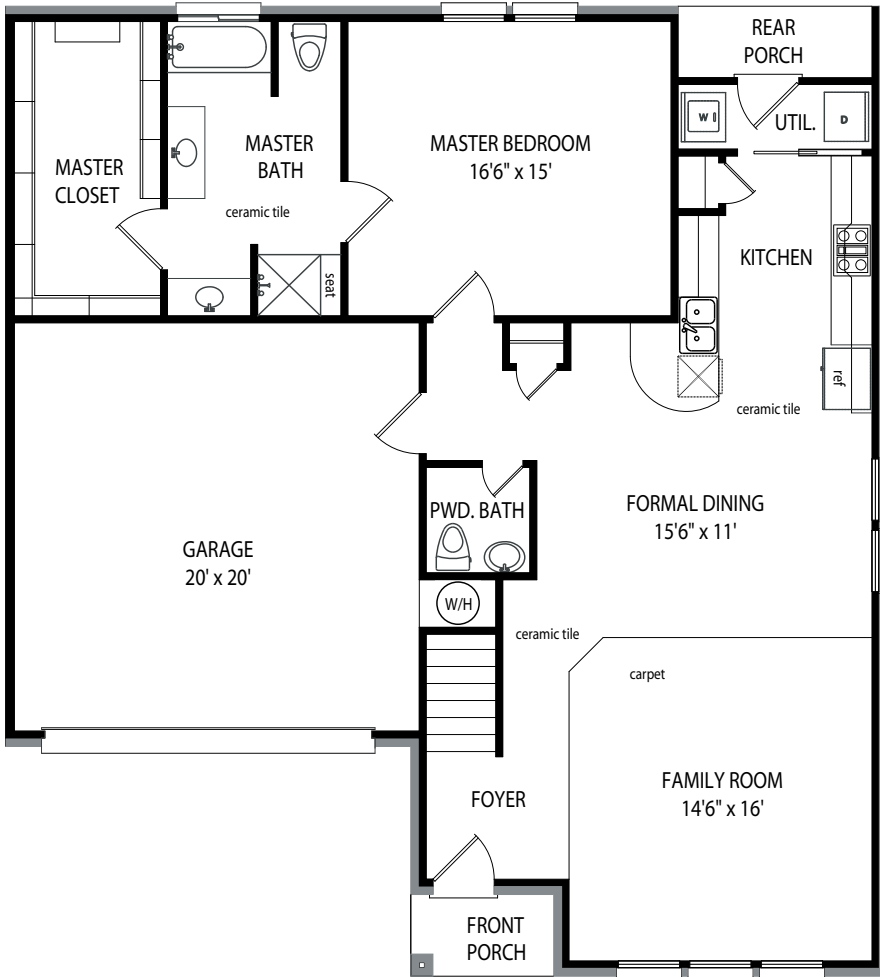 REAR
PORCH
W
UTIL.
D
MASTER
CLOSET
MASTER
BATH
MASTER BEDROOM
16'6" x 15'
ceramic tile
KITCHEN
seat
ref
ceramic tile
PWD. BATH
FORMAL DINING
15'6" x 11'
GARAGE
20' x 20'
W/H
ceramic tile
carpet
FAMILY ROOM
14'6" x 16'
FOYER
FRONT
PORCH